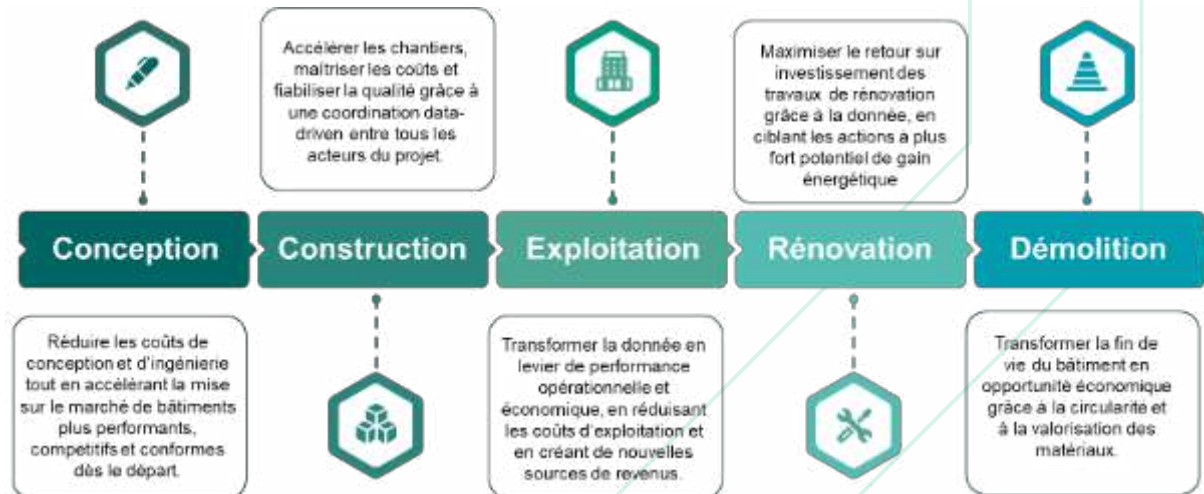 Accélérer les chantiers,
maîtriser les coûts et
fiabiliser la qualité grâce à
une coordination data-
driven entre tous les
acteurs du projet.
Maximiser le retour sur
investissement des
travaux de rénovation
grâce à la donnée, en
ciblant les actions à plus
fort potentiel de gain
énergétique
Conception
Construction
Exploitation
Rénovation
Démolition
Réduire les coûts de
conception et d'ingénierie
tout en accélérant la mise
sur le marché de bâtiments
plus performants,
compétitifs et conformes
dès le départ.
Transformer la donnée en
levier de performance
opérationnelle et
économique, en réduisant
les coûts d'exploitation et
en créant de nouvelles
sources de revenus.
Transformer la fin de
vie du bâtiment en
opportunité économique
grâce à la circularité et
à la valorisation des
matériaux.